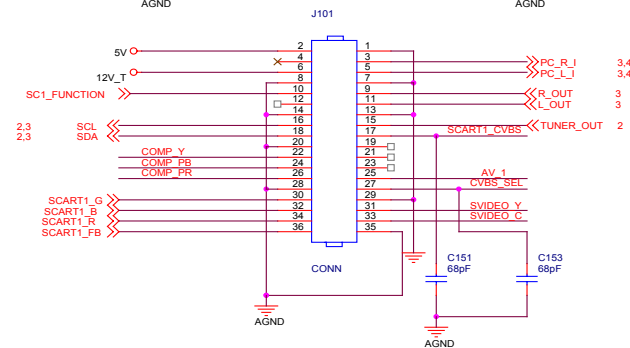 AGND AGND
J101
5V 2 1
4 3 PC_R_I 3,4
12V_T 6 5 PC_L_I 3,4
8 7
SC1_FUNCTION 10 9 R_OUT 3
12 11 L_OUT 3
14 13
2,3 SCL 16 15 TUNER_OUT 2
2,3 SDA 18 17 SCART1_CVBS
20 19
COMP_Y 22 21
COMP_PB 24 23
COMP_PR 26 25 AV_1
28 27 CVBS_SEL
SCART1_G 30 29
SCART1_B 32 31 SVIDEO_Y
SCART1_R 34 33 SVIDEO_C
SCART1_FB 36 35
CONN
C151 C153
68pF 68pF
AGND
AGND